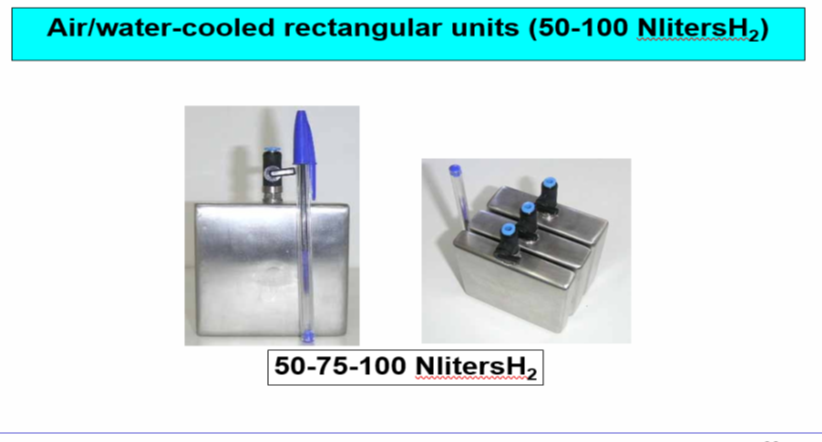 Air/water-cooled rectangular units (50-100 NlitersH₂)
50-75-100 NlitersH₂